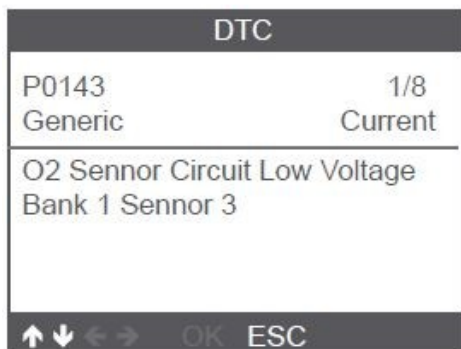 DTC
P0143 1/8
Generic Current
O2 Sennor Circuit Low Voltage
Bank 1 Sennor 3
OK ESC